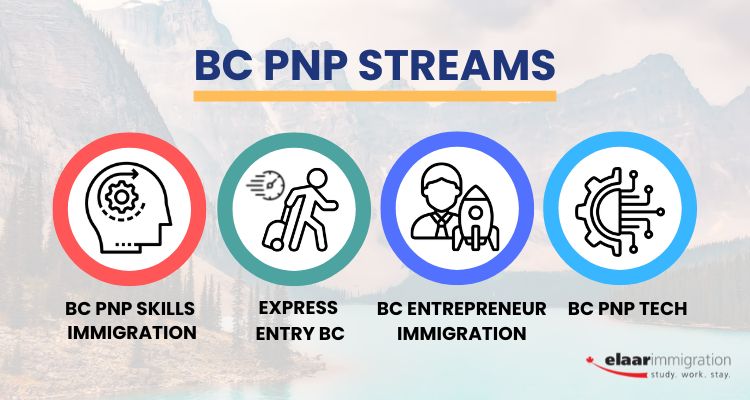 BC PNP STREAMS
BC PNP SKILLS
IMMIGRATION
EXPRESS
ENTRY BC
BC ENTREPRENEUR
IMMIGRATION
BC PNP TECH
elaarimmigration
study. work. stay.